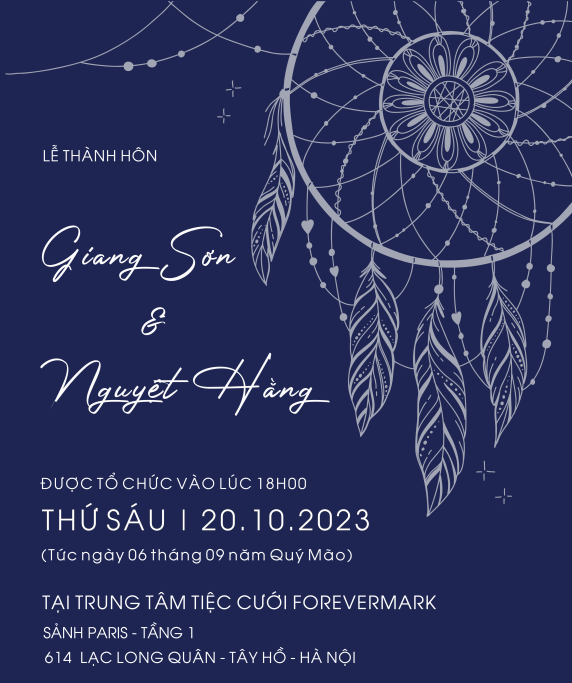 LỄ THÀNH HÔN
Giang Sơn
&
Nguyệt Hằng
ĐƯỢC TỔ CHỨC VÀO LÚC 18H00
THỨ SÁU | 20.10.2023
(Tức ngày 06 tháng 09 năm Quý Mão)
TẠI TRUNG TÂM TIỆC CƯỚI FOREVERMARK
SẢNH PARIS - TẦNG 1
614 LẠC LONG QUÂN - TÂY HỒ - HÀ NỘI